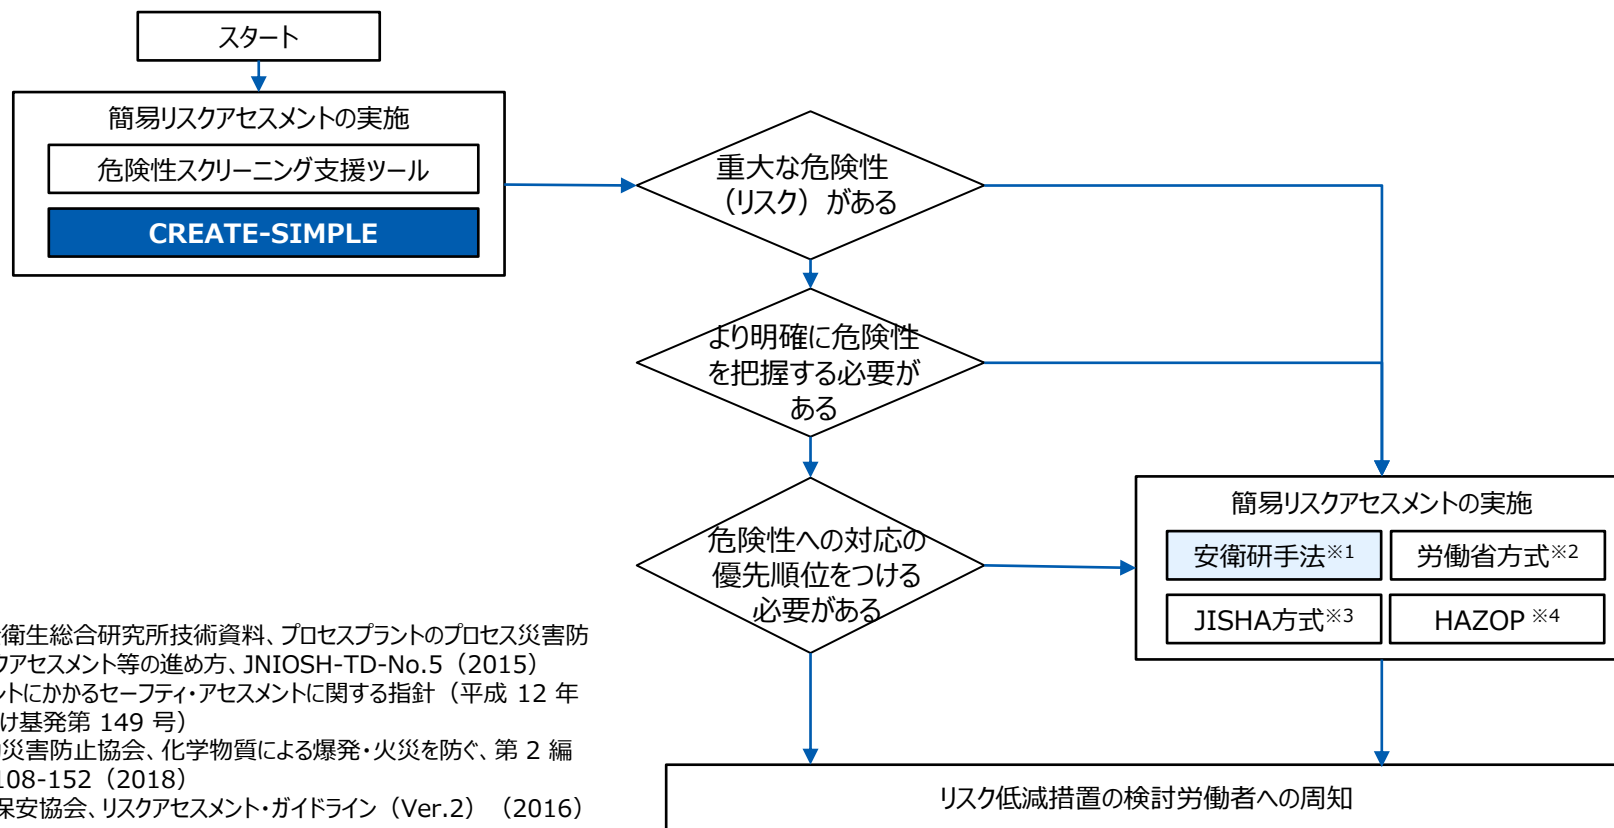 スタート
簡易リスクアセスメントの実施
危険性スクリーニング支援ツール
CREATE-SIMPLE
重大な危険性
（リスク）がある
より明確に危険性
を把握する必要が
ある
危険性への対応の
優先順位をつける
必要がある
簡易リスクアセスメントの実施
安衛研手法※1
労働省方式※2
JISHA方式※3
HAZOP ※4
衛生総合研究所技術資料、プロセスプラントのプロセス災害防
クアセスメント等の進め方、JNIOSH-TD-No.5（2015）
ントにかかるセーフティ・アセスメントに関する指針（平成 12 年
け基発第 149 号）
災害防止協会、化学物質による爆発・火災を防ぐ、第 2 編
108-152（2018）
保安協会、リスクアセスメント・ガイドライン（Ver.2）（2016）
リスク低減措置の検討労働者への周知